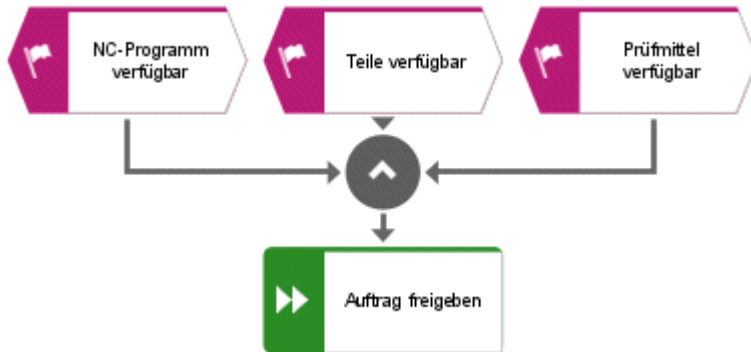 NC-Programm
verfügbar
Teile verfügbar
Prüfmittel
verfügbar
Auftrag freigeben